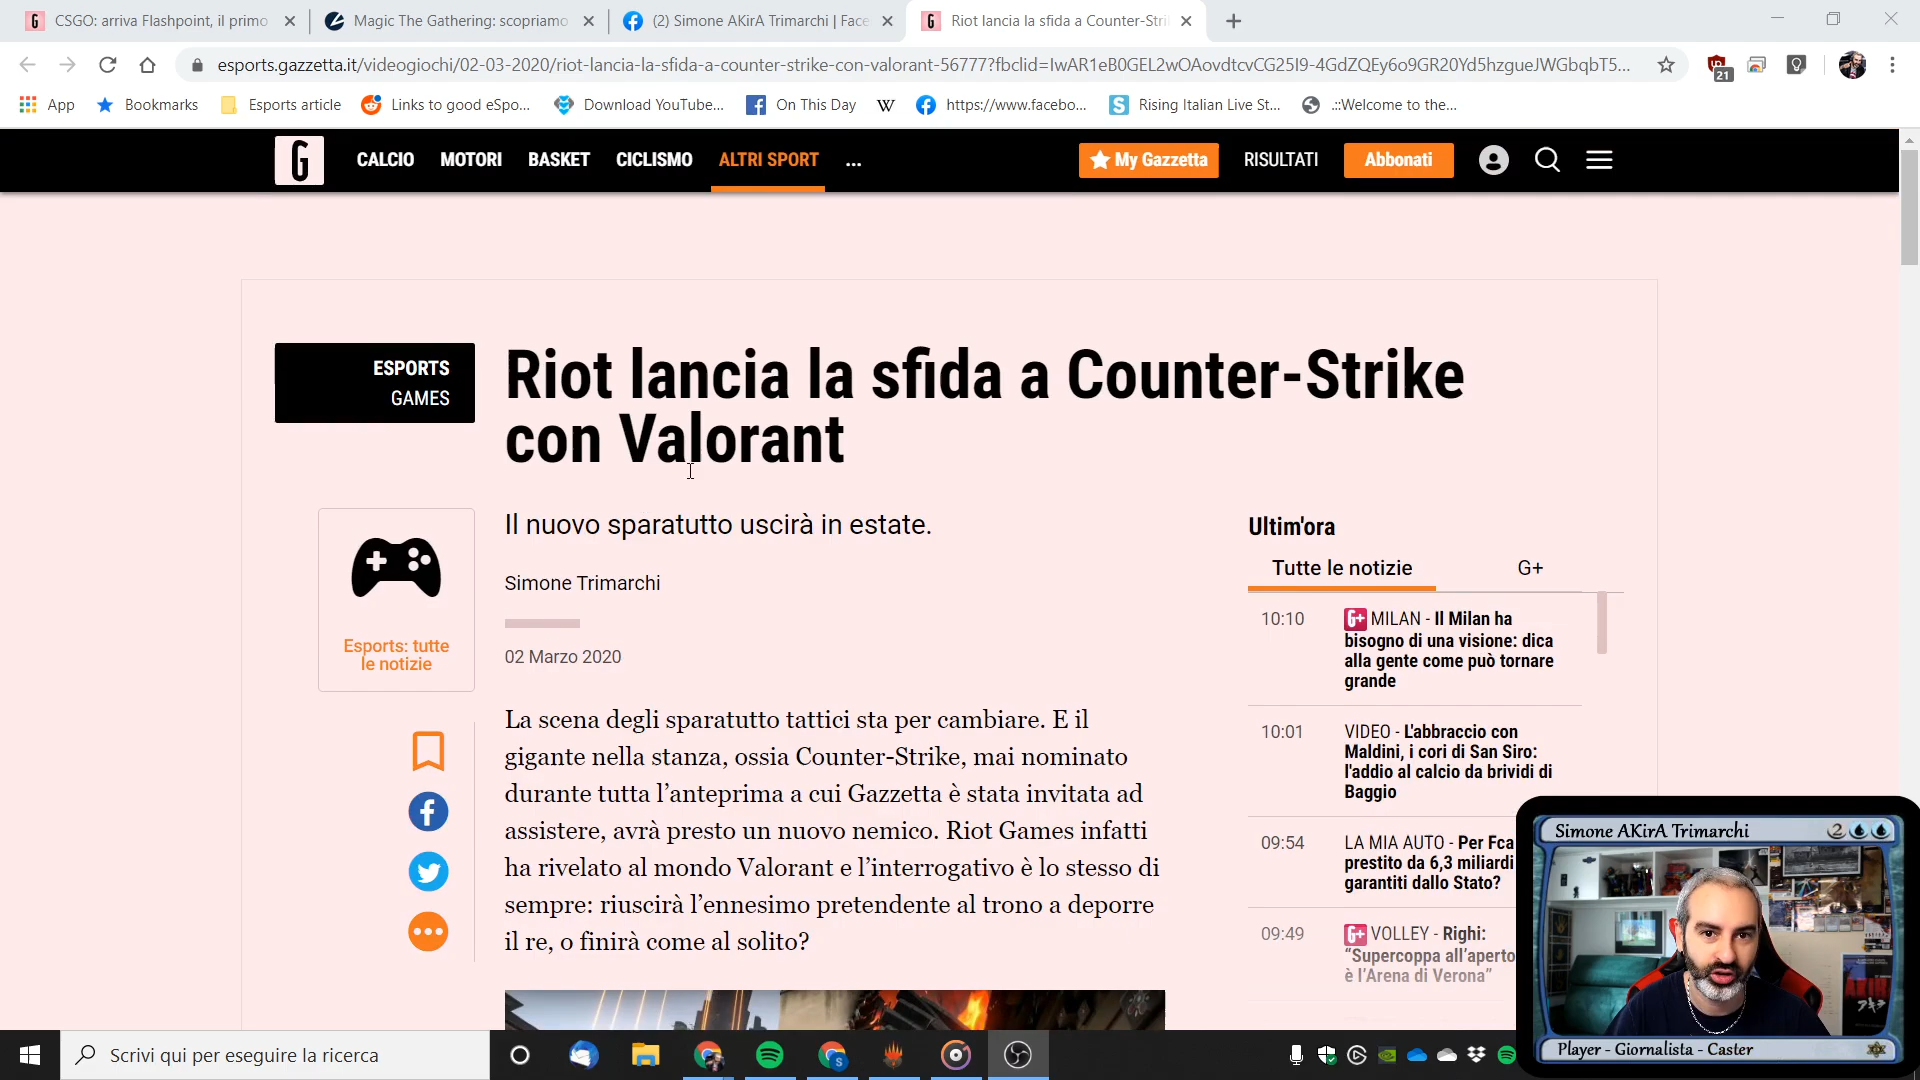 CSGO: arriva Flashpoint, il primo
Magic The Gathering: scopriamo
(2) Simone AKirA Trimarchi | Face
Riot lancia la sfida a Counter-Stri
esports.gazzetta.it/videogiochi/02-03-2020/riot-lancia-la-sfida-a-counter-strike-con-valorant-56777?fbclid=IwAR1eB0GEL2wOAovdtcvCG25I9-4GdZQEy6o9GR20Yd5hzgueJWGbqbT5...
21
App
Bookmarks
Esports article
Links to good eSpo...
Download YouTube...
On This Day
W
https://www.facebo...
Rising Italian Live St...
.::Welcome to the...
G
CALCIO
MOTORI
BASKET
CICLISMO
ALTRI SPORT
...
My Gazzetta
RISULTATI
Abbonati
ESPORTS
GAMES
Riot lancia la sfida a Counter-Strike
con Valorant
Il nuovo sparatutto uscirà in estate.
Simone Trimarchi
02 Marzo 2020
Esports: tutte
le notizie
La scena degli sparatutto tattici sta per cambiare. E il
gigante nella stanza, ossia Counter-Strike, mai nominato
durante tutta l’anteprima a cui Gazzetta è stata invitata ad
assistere, avrà presto un nuovo nemico. Riot Games infatti
ha rivelato al mondo Valorant e l’interrogativo è lo stesso di
sempre: riuscirà l’ennesimo pretendente al trono a deporre
il re, o finirà come al solito?
Ultim'ora
Tutte le notizie
G+
10:10
G+ MILAN - Il Milan ha
bisogno di una visione: dica
alla gente come può tornare
grande
10:01
VIDEO - L'abbraccio con
Maldini, i cori di San Siro:
l'addio al calcio da brividi di
Baggio
09:54
LA MIA AUTO - Per Fca
prestito da 6,3 miliardi
garantiti dallo Stato?
09:49
G+ VOLLEY - Righi:
“Supercoppa all’aperto
è l’Arena di Verona”
Simone AKirA Trimarchi
2
Player - Giornalista - Caster
Scrivi qui per eseguire la ricerca